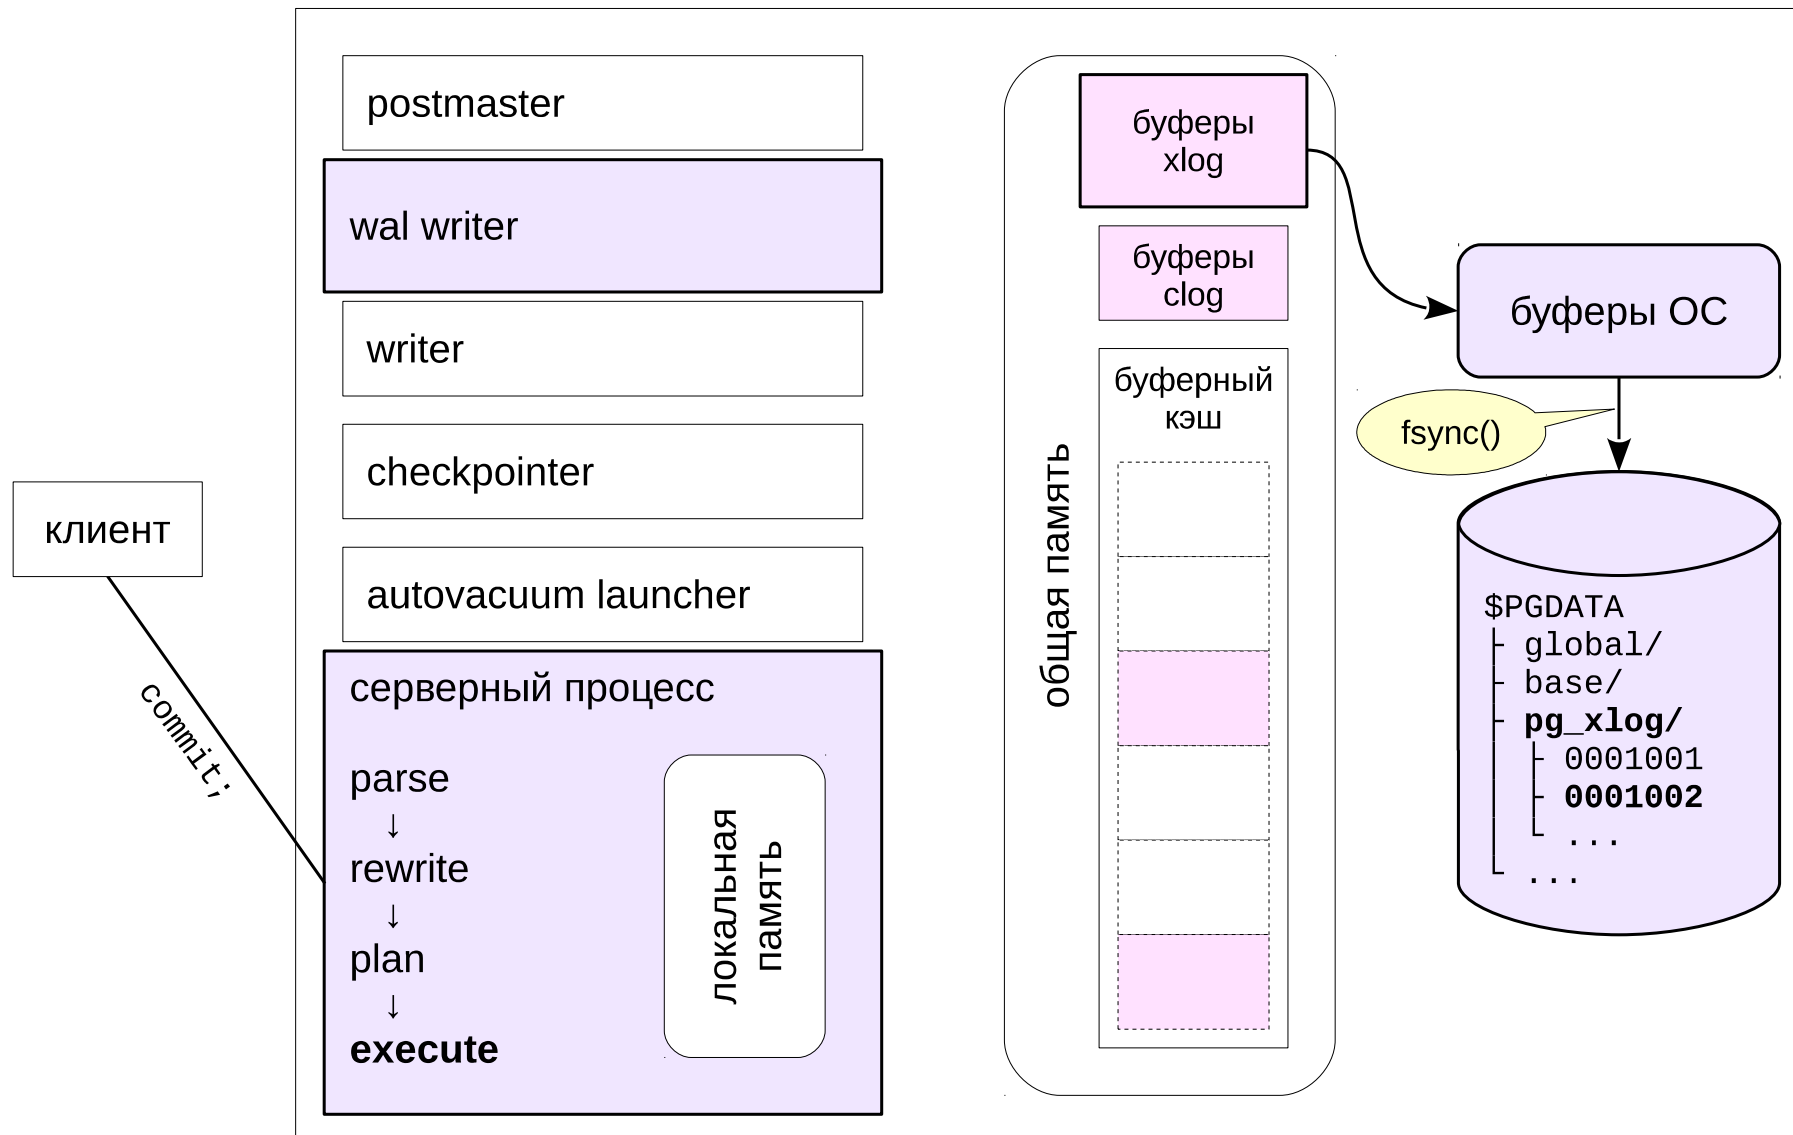 postmaster
wal writer
writer
checkpointer
autovacuum launcher
клиент
commit;
серверный процесс
parse
↓
rewrite
↓
plan
↓
execute
локальная
память
общая память
буферы
xlog
буферы
clog
буферный
кэш
буферы ОС
fsync()
$PGDATA
├ global/
├ base/
├ pg_xlog/
│ ├ 0001001
│ ├ 0001002
│ └ ...
└ ...